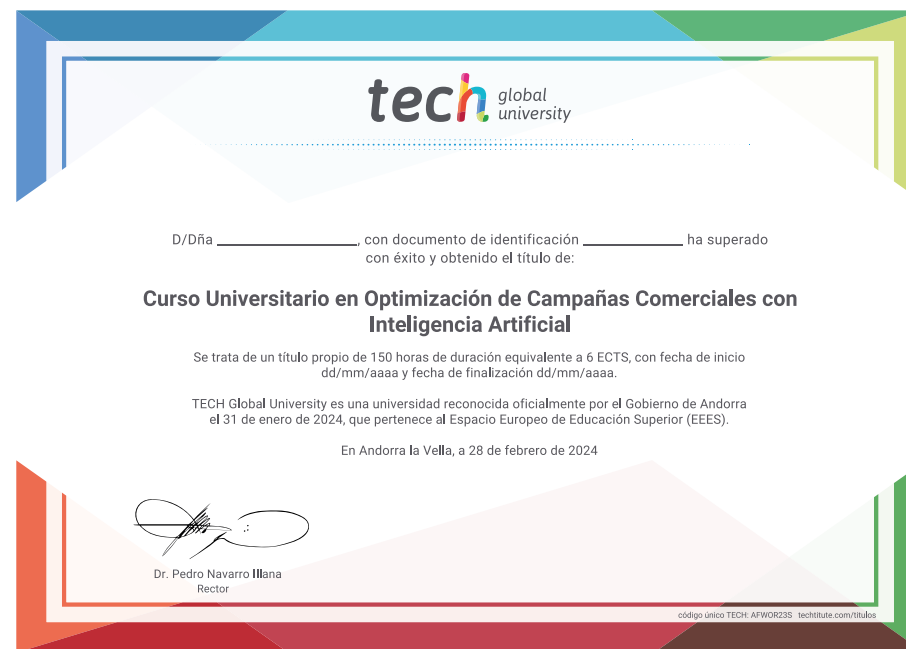 tech global university
D/Dña ______________, con documento de identificación __________ ha superado
con éxito y obtenido el título de:
Curso Universitario en Optimización de Campañas Comerciales con
Inteligencia Artificial
Se trata de un título propio de 150 horas de duración equivalente a 6 ECTS, con fecha de inicio
dd/mm/aaaa y fecha de finalización dd/mm/aaaa.
TECH Global University es una universidad reconocida oficialmente por el Gobierno de Andorra
el 31 de enero de 2024, que pertenece al Espacio Europeo de Educación Superior (EEES).
En Andorra la Vella, a 28 de febrero de 2024
Dr. Pedro Navarro Illana
Rector
código único TECH: AFWOR23S techtitute.com/titulos